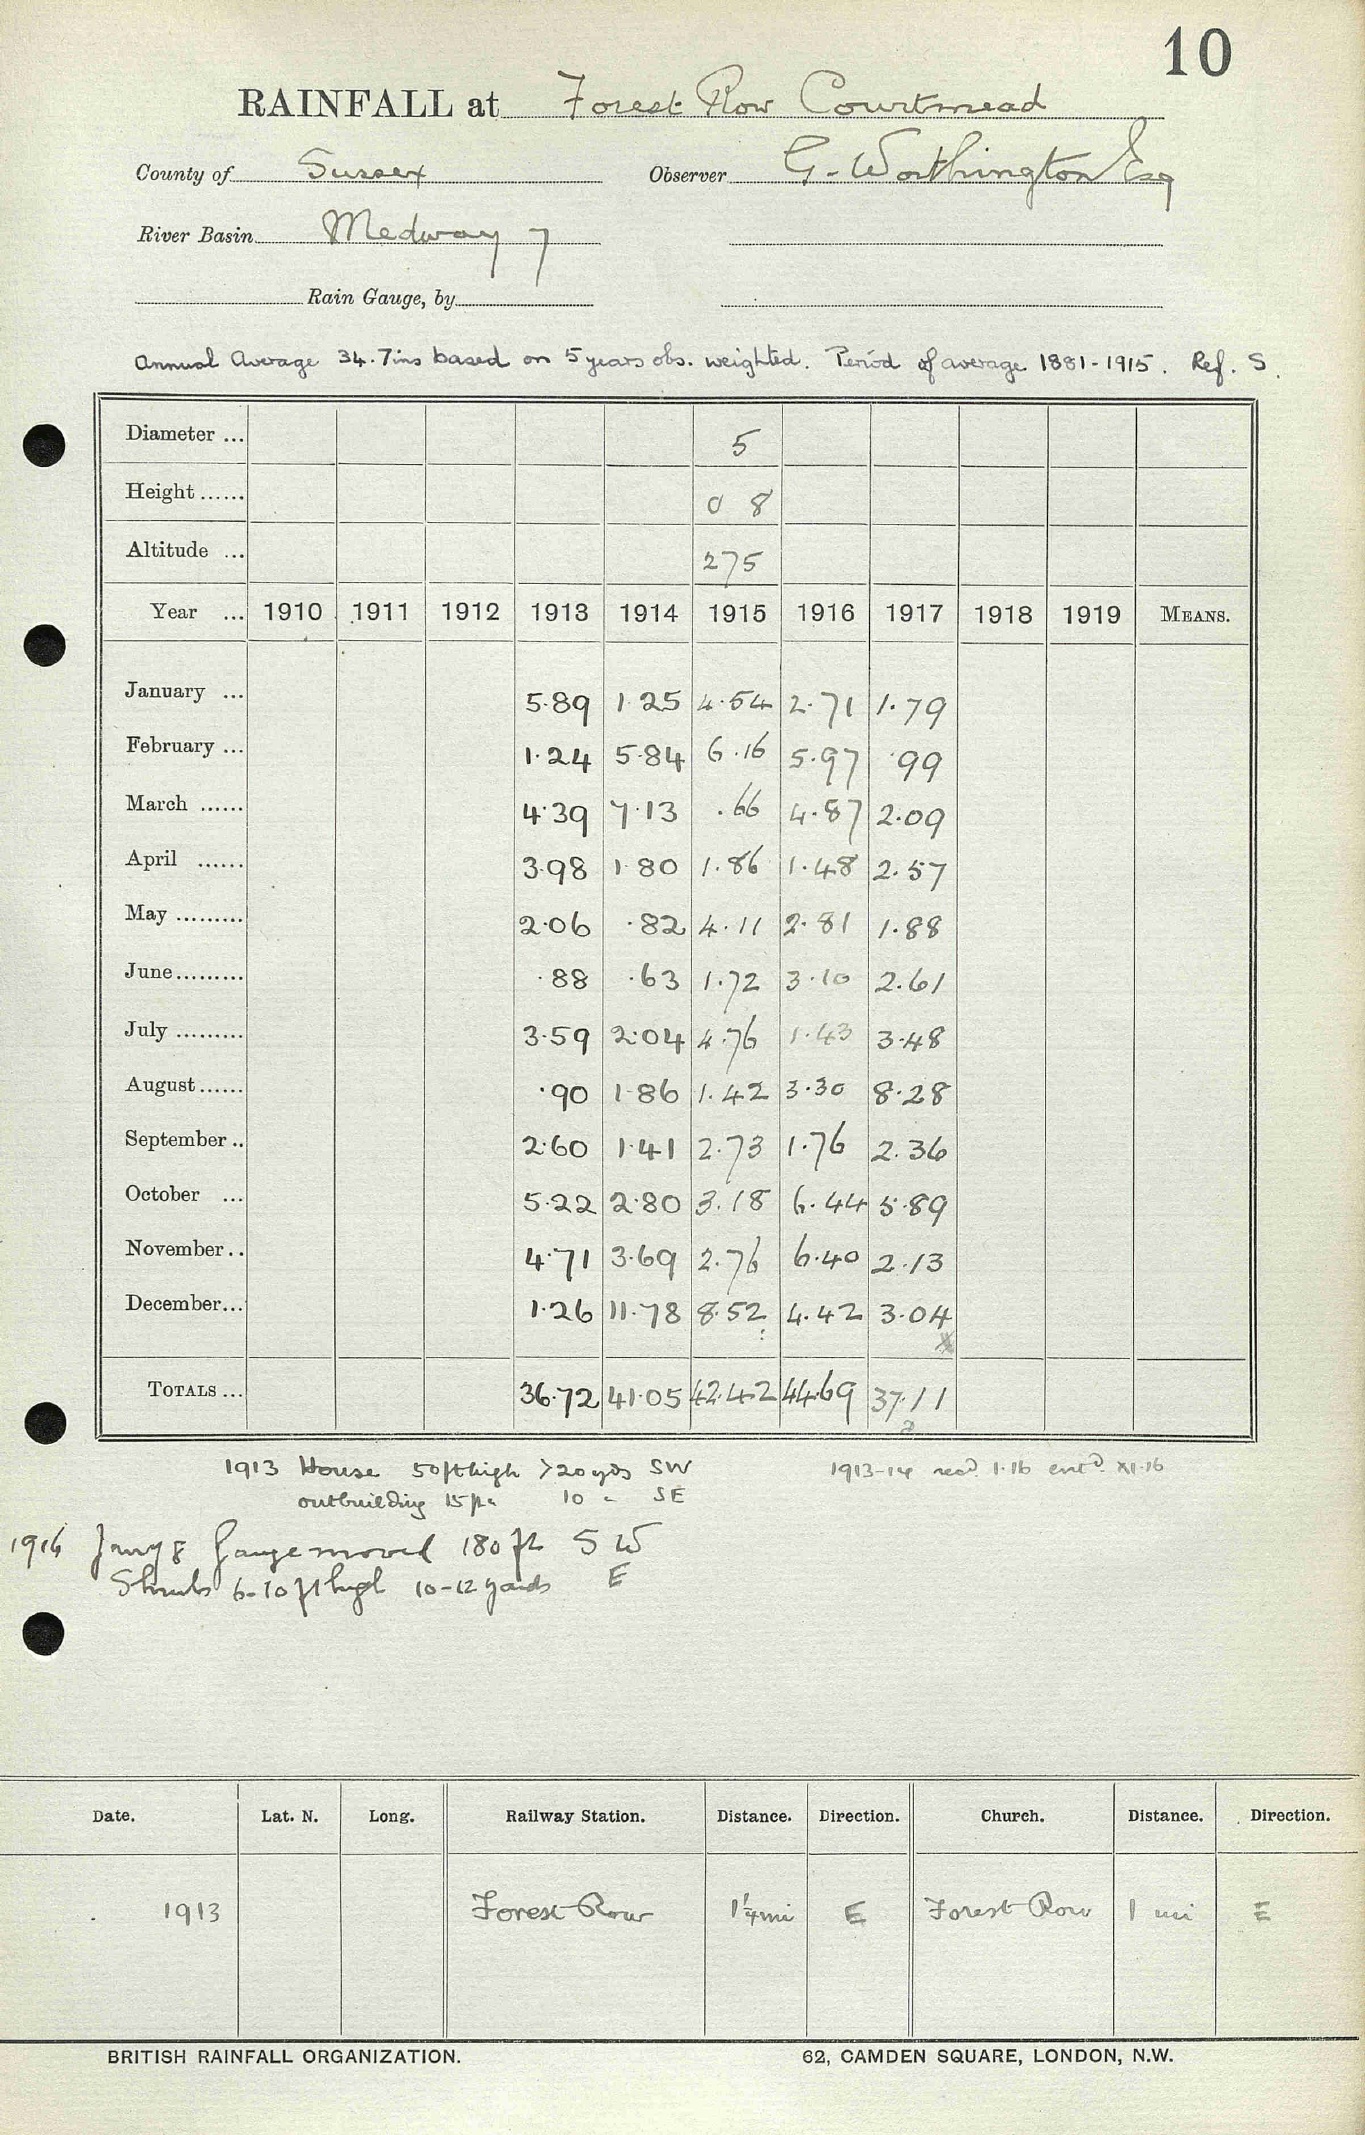 10
RAINFALL at Forest Row Courtmead
County of Sussex Observer G. Worthington Esq
River Basin Medway 7
Rain Gauge, by
Annual Average 34.7ins based on 5 years obs. weighted. Period of average 1881-1915. Ref. S.
Diameter ... 5
Height ...... 0 8
Altitude ... 275
Year ... 1910 1911 1912 1913 1914 1915 1916 1917 1918 1919 MEANS.
January ... 5.89 1.25 4.54 2.71 1.79
February ... 1.24 5.84 6.16 5.97 .99
March ...... 4.39 7.13 .66 4.87 2.09
April ...... 3.98 1.80 1.86 1.48 2.57
May ......... 2.06 .82 4.11 2.81 1.88
June ......... .88 .63 1.72 3.10 2.61
July ......... 3.59 2.04 4.76 1.43 3.48
August ...... .90 1.86 1.42 3.30 8.28
September .. 2.60 1.41 2.73 1.76 2.36
October ... 5.22 2.80 3.18 6.44 5.89
November .. 4.71 3.69 2.76 6.40 2.13
December ... 1.26 11.78 8.52 4.42 3.04
TOTALS ... 36.72 41.05 42.42 44.69 37.11
1913 House 50ft high >20yds SW 1913-14 recd. 1.16 entd. X1.16
outbuilding 15ft " 10 " SE
1916 Gauge moved 180 ft SW
Shrubs 6-10 ft high 10-12 yards E
Date. Lat. N. Long. Railway Station. Distance. Direction. Church. Distance. Direction.
1913 Forest Row 1¼mi E Forest Row 1 mi E
BRITISH RAINFALL ORGANIZATION. 62, CAMDEN SQUARE, LONDON, N.W.